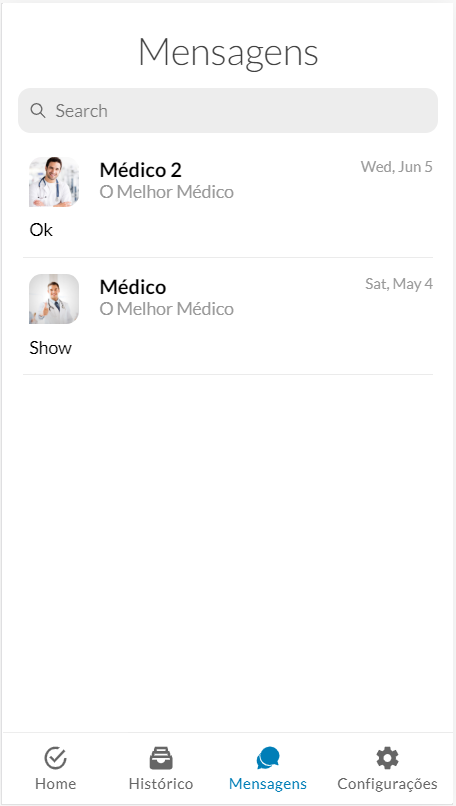 Mensagens
Search
Médico 2
Wed, Jun 5
O Melhor Médico
Ok
Médico
Sat, May 4
O Melhor Médico
Show
Home
Histórico
Mensagens
Configurações